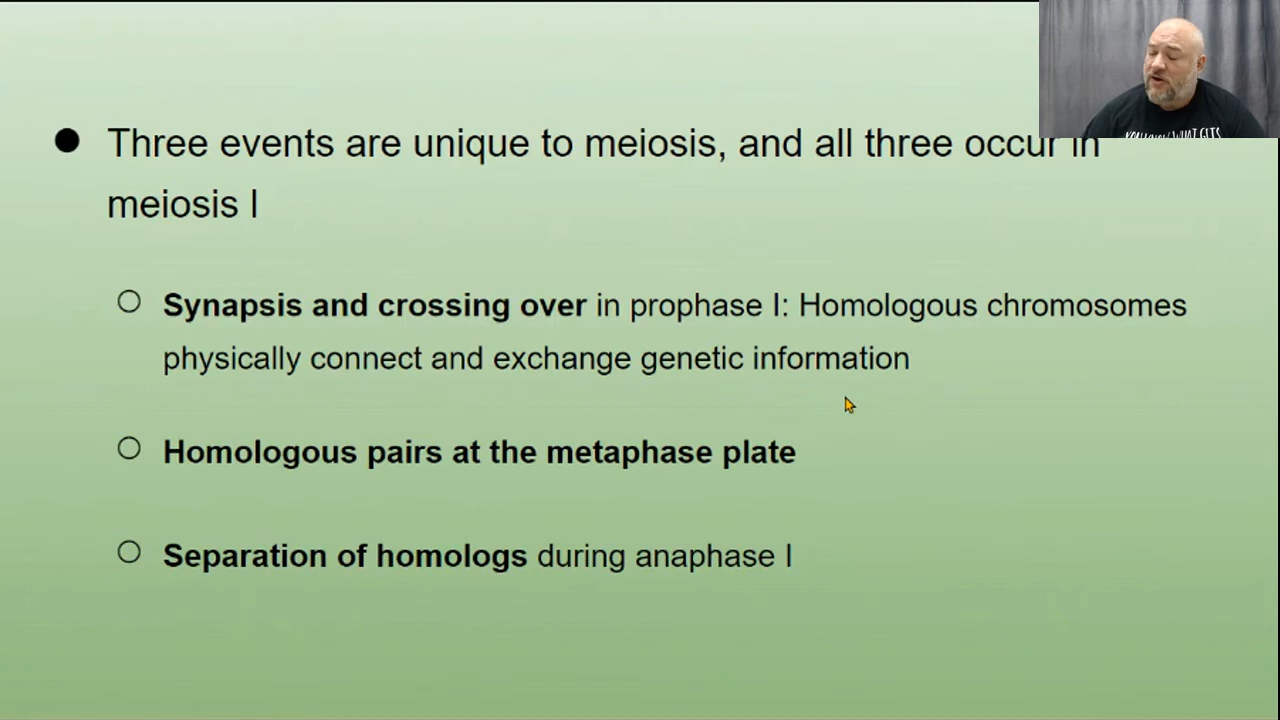 Three events are unique to meiosis, and all three occur in
meiosis I
Synapsis and crossing over in prophase I: Homologous chromosomes
physically connect and exchange genetic information
Homologous pairs at the metaphase plate
Separation of homologs during anaphase I